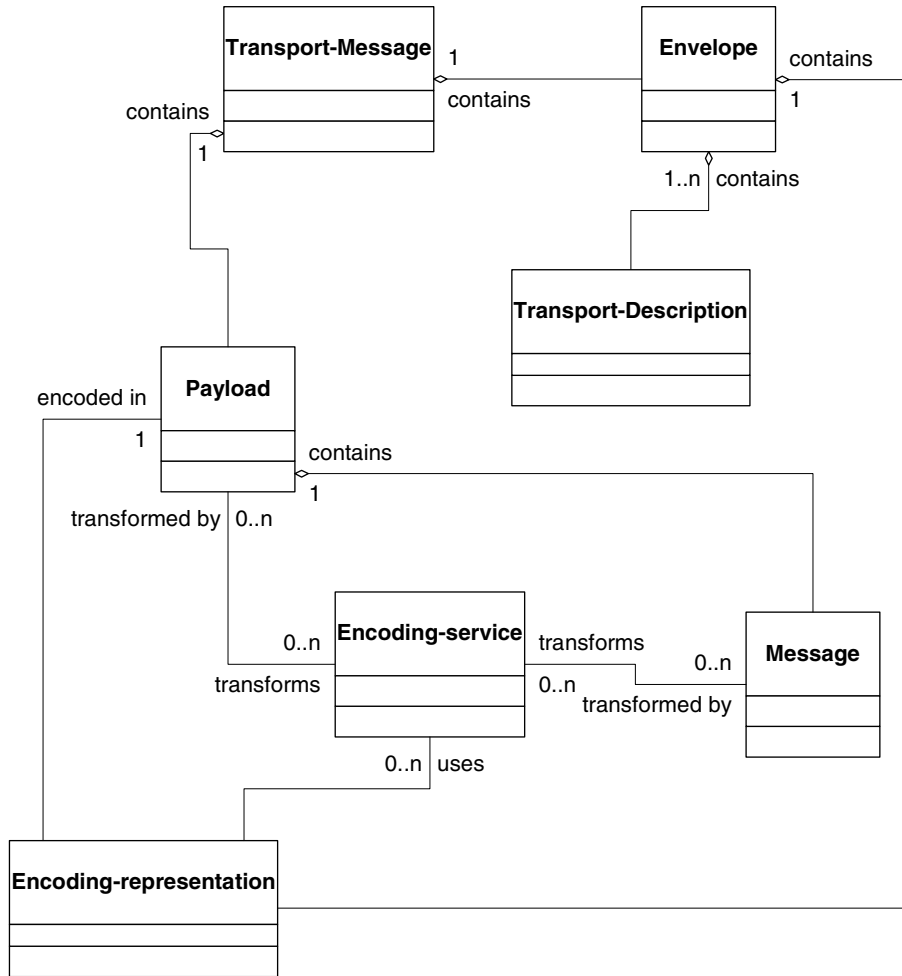 Transport-Message
1
contains
Envelope
contains
1
contains
1
1..n
contains
Transport-Description
Payload
encoded in
1
contains
1
transformed by
0..n
Encoding-service
0..n
transforms
transforms
0..n
0..n
transformed by
Message
0..n
uses
Encoding-representation